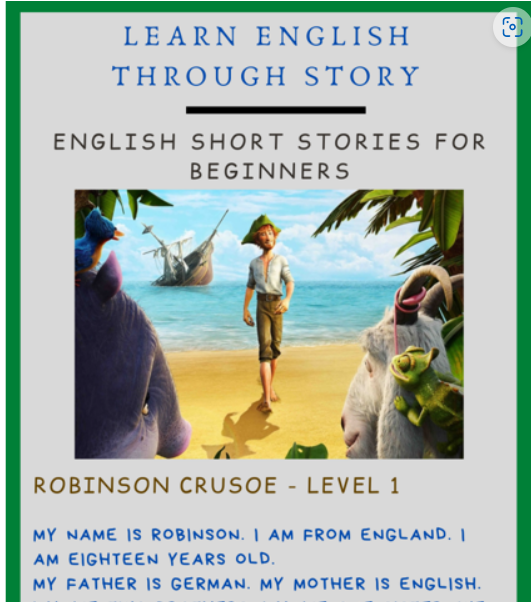 LEARN ENGLISH
THROUGH STORY
ENGLISH SHORT STORIES FOR
BEGINNERS
ROBINSON CRUSOE - LEVEL 1
MY NAME IS ROBINSON. I AM FROM ENGLAND. I
AM EIGHTEEN YEARS OLD.
MY FATHER IS GERMAN. MY MOTHER IS ENGLISH.